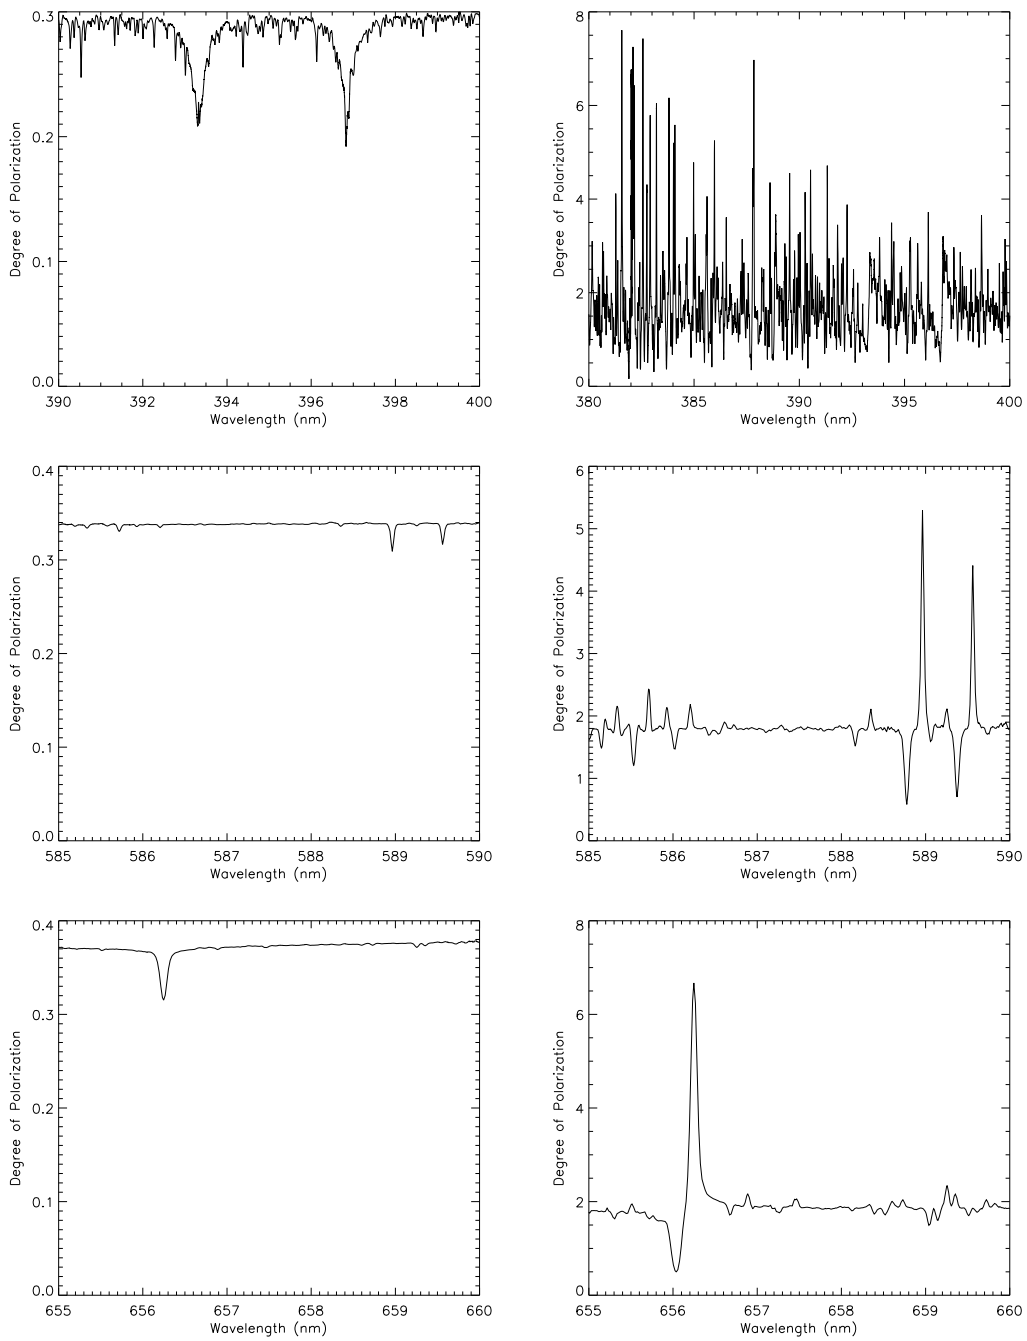 0.3
0.2
0.1
0.0
Degree of Polarization
390 392 394 396 398 400
Wavelength (nm)
8
6
4
2
0
Degree of Polarization
380 385 390 395 400
Wavelength (nm)
0.4
0.3
0.2
0.1
0.0
Degree of Polarization
585 586 587 588 589 590
Wavelength (nm)
6
5
4
3
2
1
0
Degree of Polarization
585 586 587 588 589 590
Wavelength (nm)
0.4
0.3
0.2
0.1
0.0
Degree of Polarization
655 656 657 658 659 660
Wavelength (nm)
8
6
4
2
0
Degree of Polarization
655 656 657 658 659 660
Wavelength (nm)